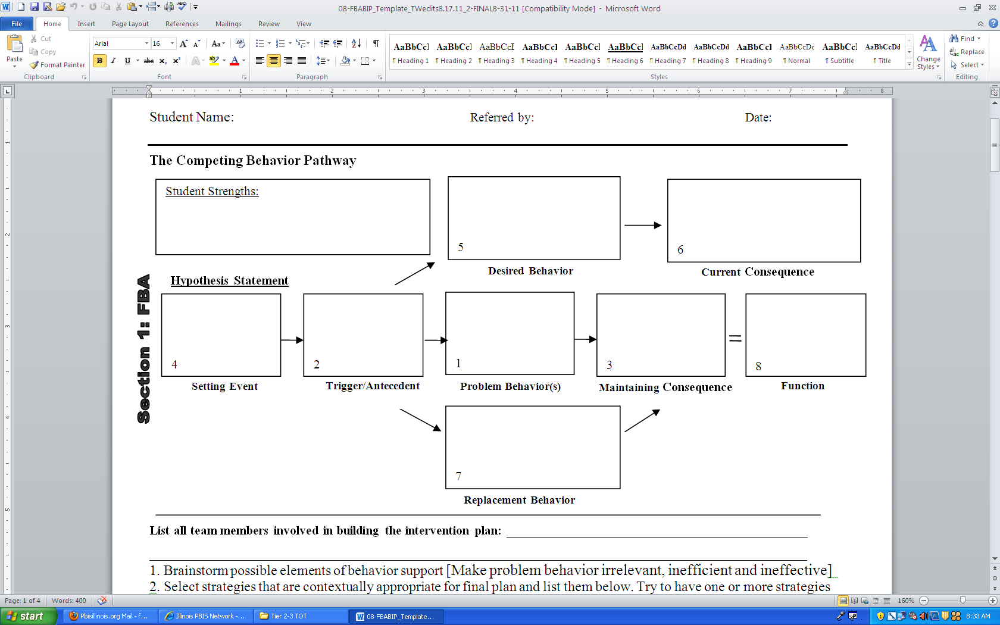 08-FBABIP_Template_TWedits8.17.11_2-FINAL8-31-11 [Compatibility Mode] - Microsoft Word
File Home Insert Page Layout References Mailings Review View
Paste
Cut
Copy
Format Painter
Arial 16
AaBbCcI AaBbCcI AaBbCcI AaBbCcI AaBbCcI AaBbCcI AaBbCcDd AaBbCcDd AaBbCcI AaBbCcDd AaBbCcI AaBbCcDd
¶ Heading 1 ¶ Heading 2 ¶ Heading 3 ¶ Heading 4 ¶ Heading 5 ¶ Heading 6 ¶ Heading 7 ¶ Heading 8 ¶ Heading 9 ¶ Normal ¶ Subtitle ¶ Title
Change Styles
Find
Replace
Select
Clipboard Font Paragraph Styles Editing
1 2 3 4 5 6 7 8
Student Name: Referred by: Date:
The Competing Behavior Pathway
Student Strengths:
5
6
Desired Behavior
Current Consequence
Hypothesis Statement
Section 1: FBA
4 2 1 3 = 8
Setting Event Trigger/Antecedent Problem Behavior(s) Maintaining Consequence Function
7
Replacement Behavior
List all team members involved in building the intervention plan:
1. Brainstorm possible elements of behavior support [Make problem behavior irrelevant, inefficient and ineffective]
2. Select strategies that are contextually appropriate for final plan and list them below. Try to have one or more strategies
Page: 1 of 4 Words: 400 160%
start Pbisillinois.org Mail - f... Illinois PBIS Network -... Tier 2-3 TOT 08-FBABIP_Template... 8:33 AM